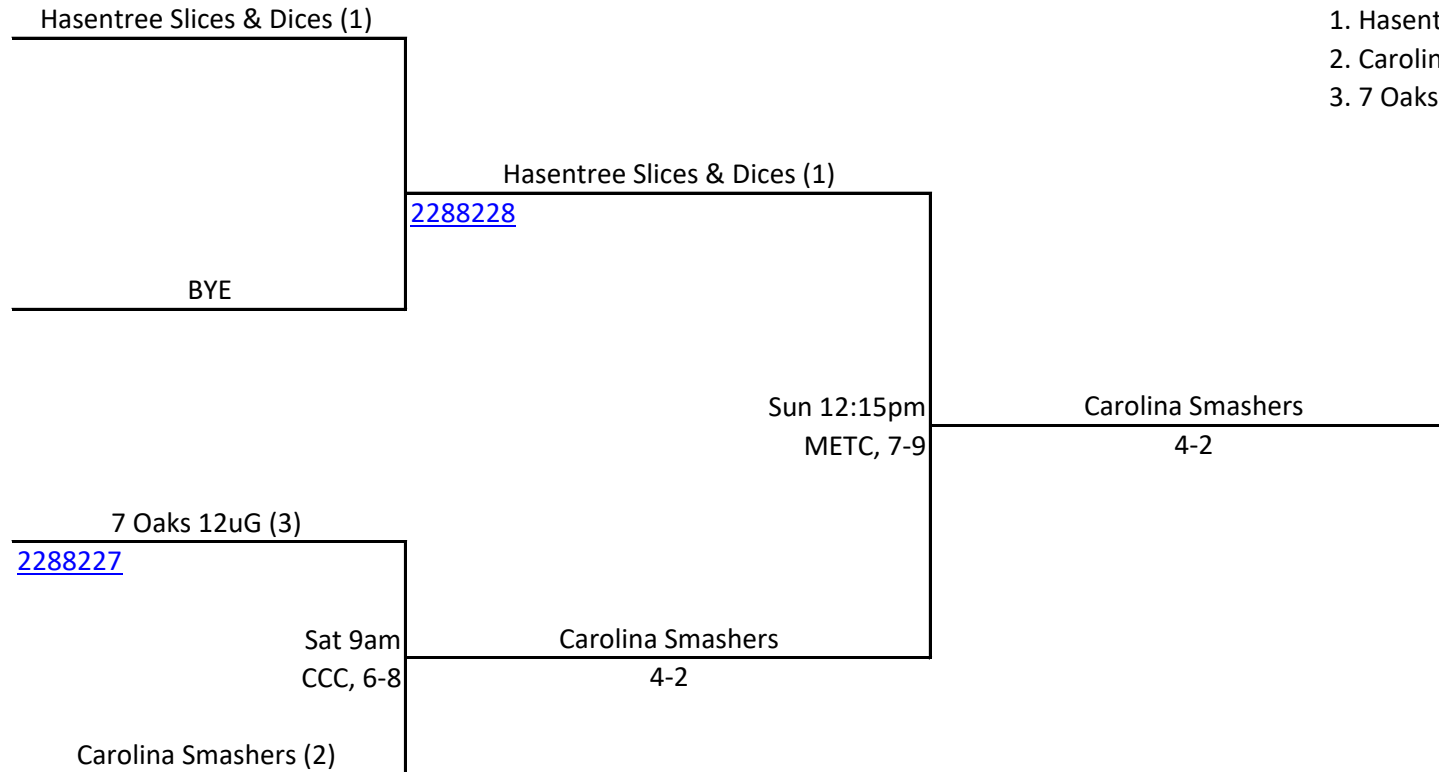 Hasentree Slices & Dices (1)
1.
2.
3. 7 Oaks
Hasentree Slices & Dices (1)
2288228
BYE
Sun 12:15pm
METC, 7-9
Carolina Smashers
4-2
7 Oaks 12uG (3)
2288227
Sat 9am
CCC, 6-8
Carolina Smashers
4-2
Carolina Smashers (2)